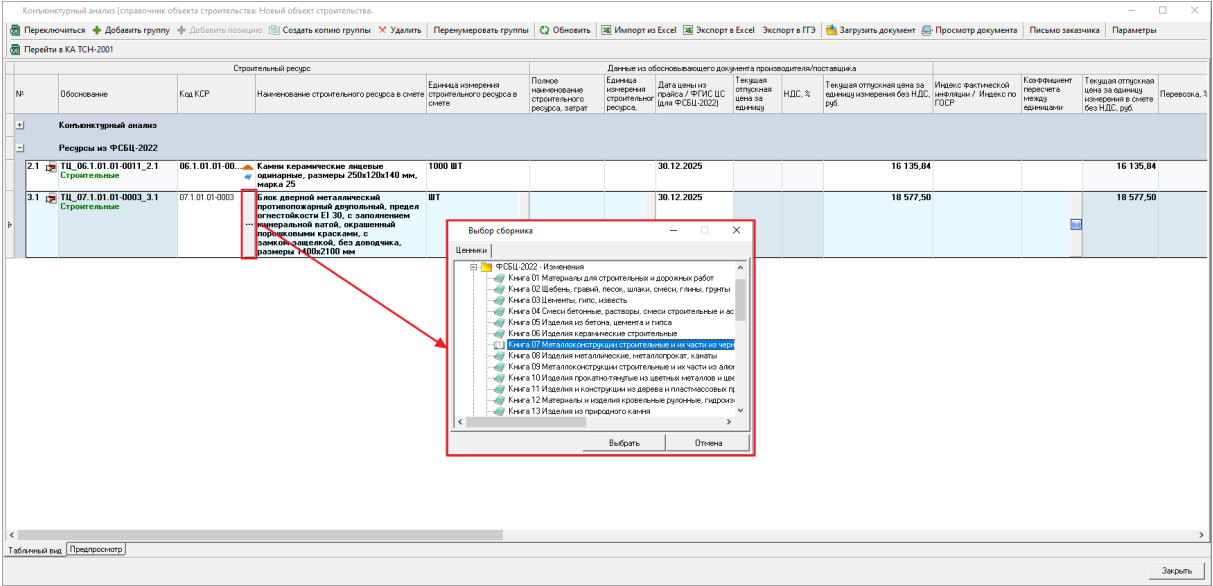 Конъюнктурный анализ [справочник объекта строительства: Новый объект строительства.
Переключиться Добавить группу Добавить позицию Создать копию группы Удалить Перенумеровать группы Обновить Импорт из Excel Экспорт в Excel Экспорт в ГГЭ Загрузить документ Просмотр документа Письмо заказчика Параметры
Перейти в КА ТСН-2001
Строительный ресурс
Данные из обосновывающего документа производителя/поставщика
№
Обоснование
Код КСР
Наименование строительного ресурса в смете
Единица измерения
строительного ресурса в
смете
Полное
наименование
строительного
ресурса, затрат
Единица
измерения
строительног
ресурса,
Дата цены из
прайса / ФГИС ЦС
(для ФСБЦ-2022)
Текущая
отпускная
цена за
единицу
НДС, %
Текущая отпускная цена за
единицу измерения без НДС,
руб.
Индекс фактической
инфляции / Индекс по
ГОСР
Коэффициент
пересчета
между
единицами
Текущая отпускная
цена за единицу
измерения в смете
без НДС, руб.
Перевозка, %
Конъюнктурный анализ
Ресурсы из ФСБЦ-2022
2.1 ТЦ_06.1.01.01-0011_2.1
Строительные
06.1.01.01-00...
Камни керамические лицевые
одинарные, размеры 250х120х140 мм,
марка 25
1000 ШТ
30.12.2025
16 135,84
16 135,84
3.1 ТЦ_07.1.01.01-0003_3.1
Строительные
07.1.01.01-0003
...
Блок дверной металлический
противопожарный двупольный, предел
огнестойкости EI 30, с заполнением
минеральной ватой, окрашенный
порошковыми красками, с
замком-защелкой, без доводчика,
размеры 1400х2100 мм
ШТ
30.12.2025
18 577,50
18 577,50
Выбор сборника
Ценники
ФСБЦ-2022 - Изменения
Книга 01 Материалы для строительных и дорожных работ
Книга 02 Щебень, гравий, песок, шлаки, смеси, глины, грунты
Книга 03 Цементы, гипс, известь
Книга 04 Смеси бетонные, растворы, смеси строительные и ас
Книга 05 Изделия из бетона, цемента и гипса
Книга 06 Изделия керамические строительные
Книга 07 Металлоконструкции строительные и их части из черн
Книга 08 Изделия металлические, металлопрокат, канаты
Книга 09 Металлоконструкции строительные и их части из алюм
Книга 10 Изделия прокатно-тянутые из цветных металлов и цве
Книга 11 Изделия и конструкции из дерева и пластмассовых пр
Книга 12 Материалы и изделия кровельные рулонные, гидроиз
Книга 13 Изделия из природного камня
Выбрать
Отмена
Табличный вид Предпросмотр
Закрыть